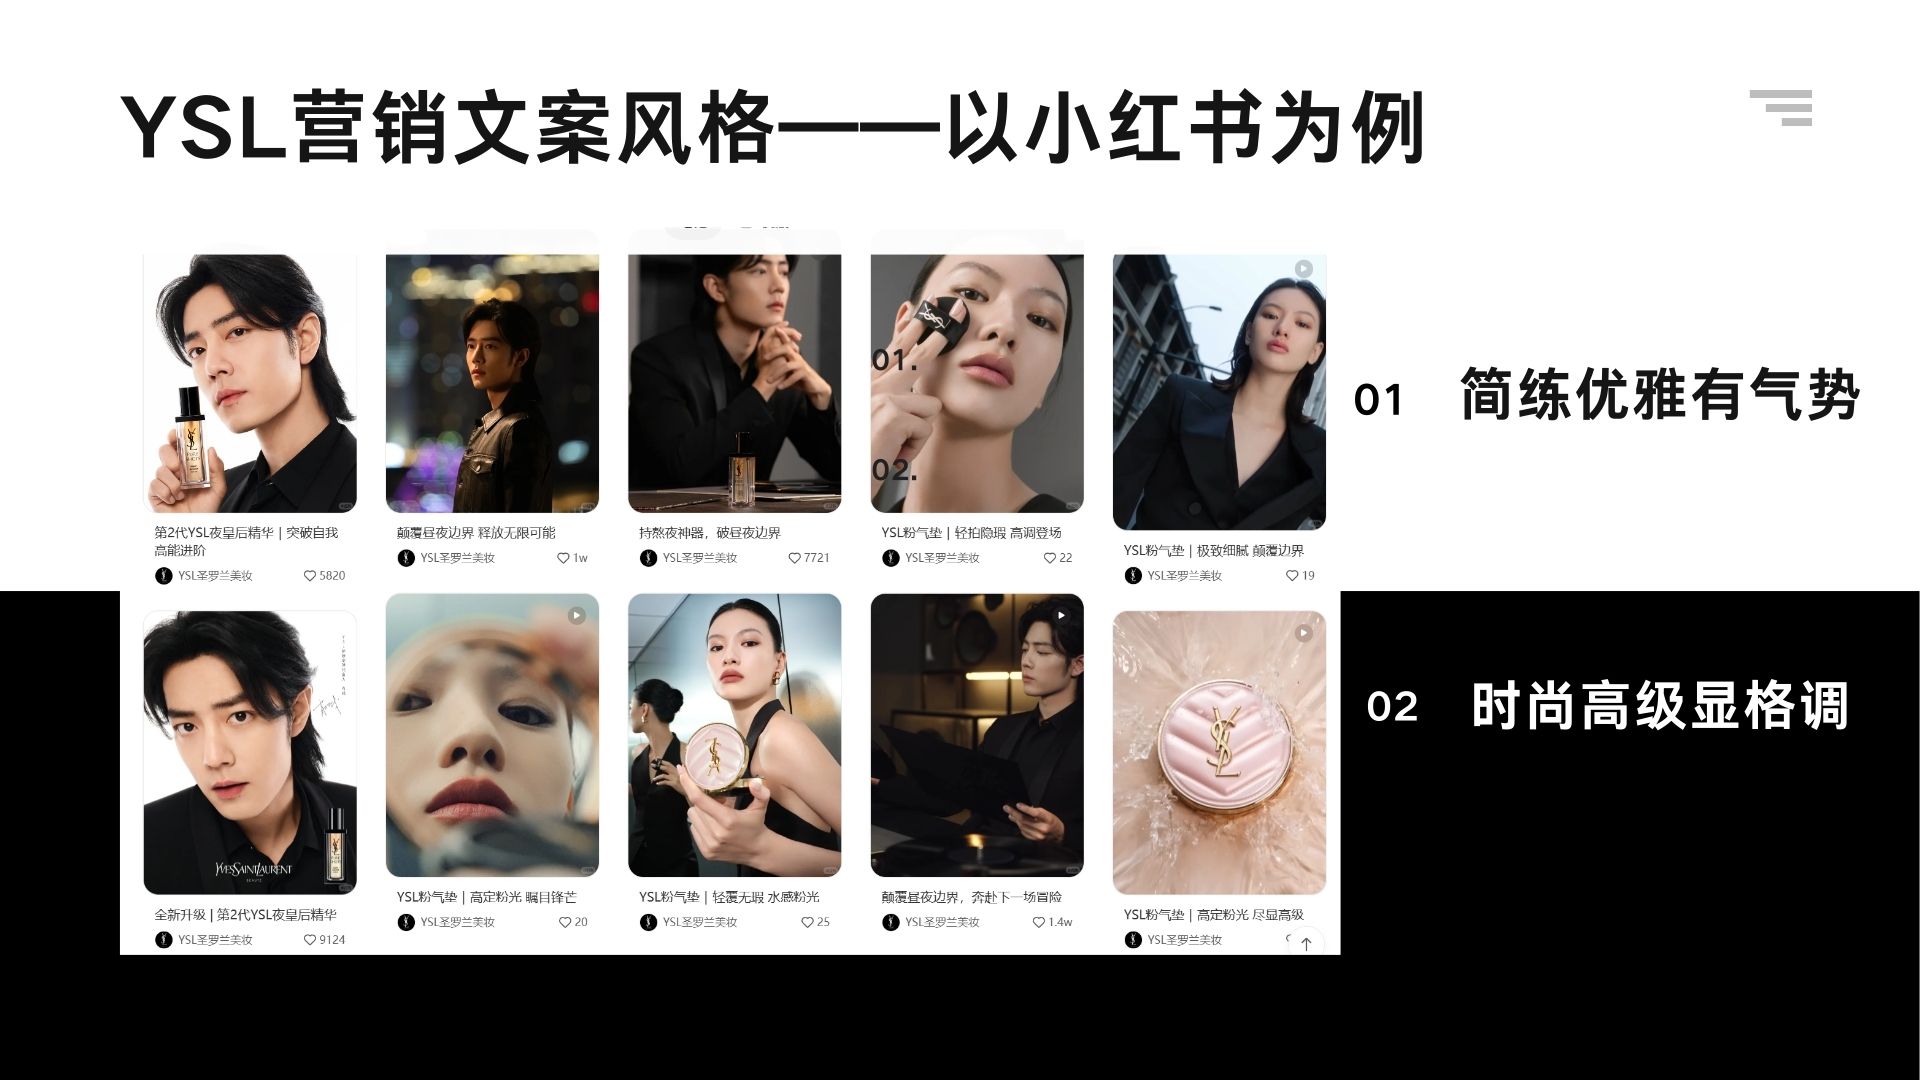 YSL营销文案风格——以小红书为例
01.
02.
第2代YSL夜皇后精华 | 突破自我
高能进阶
YSL圣罗兰美妆
5820
颠覆昼夜边界 释放无限可能
YSL圣罗兰美妆
1w
持熬夜神器，破昼夜边界
YSL圣罗兰美妆
7721
YSL粉气垫 | 轻拍隐瑕 高调登场
YSL圣罗兰美妆
22
YSL粉气垫 | 极致细腻 颠覆边界
YSL圣罗兰美妆
19
YVESSAINTLAURENT
全新升级 | 第2代YSL夜皇后精华
YSL圣罗兰美妆
9124
YSL粉气垫 | 高定粉光 瞩目锋芒
YSL圣罗兰美妆
20
YSL粉气垫 | 轻覆无瑕 水感粉光
YSL圣罗兰美妆
25
颠覆昼夜边界，奔赴下一场冒险
YSL圣罗兰美妆
1.4w
YSL粉气垫 | 高定粉光 尽显高级
YSL圣罗兰美妆
01 简练优雅有气势
02 时尚高级显格调